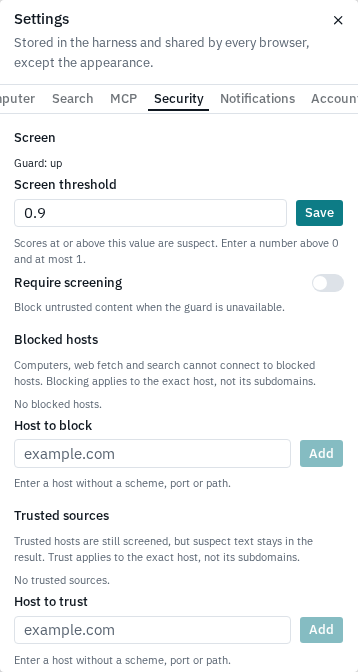 Settings
Stored in the harness and shared by every browser,
except the appearance.
puter Search MCP Security Notifications Accoun
Screen
Guard: up
Screen threshold
0.9 Save
Scores at or above this value are suspect. Enter a number above 0
and at most 1.
Require screening
Block untrusted content when the guard is unavailable.
Blocked hosts
Computers, web fetch and search cannot connect to blocked
hosts. Blocking applies to the exact host, not its subdomains.
No blocked hosts.
Host to block
example.com Add
Enter a host without a scheme, port or path.
Trusted sources
Trusted hosts are still screened, but suspect text stays in the
result. Trust applies to the exact host, not its subdomains.
No trusted sources.
Host to trust
example.com Add
Enter a host without a scheme, port or path.